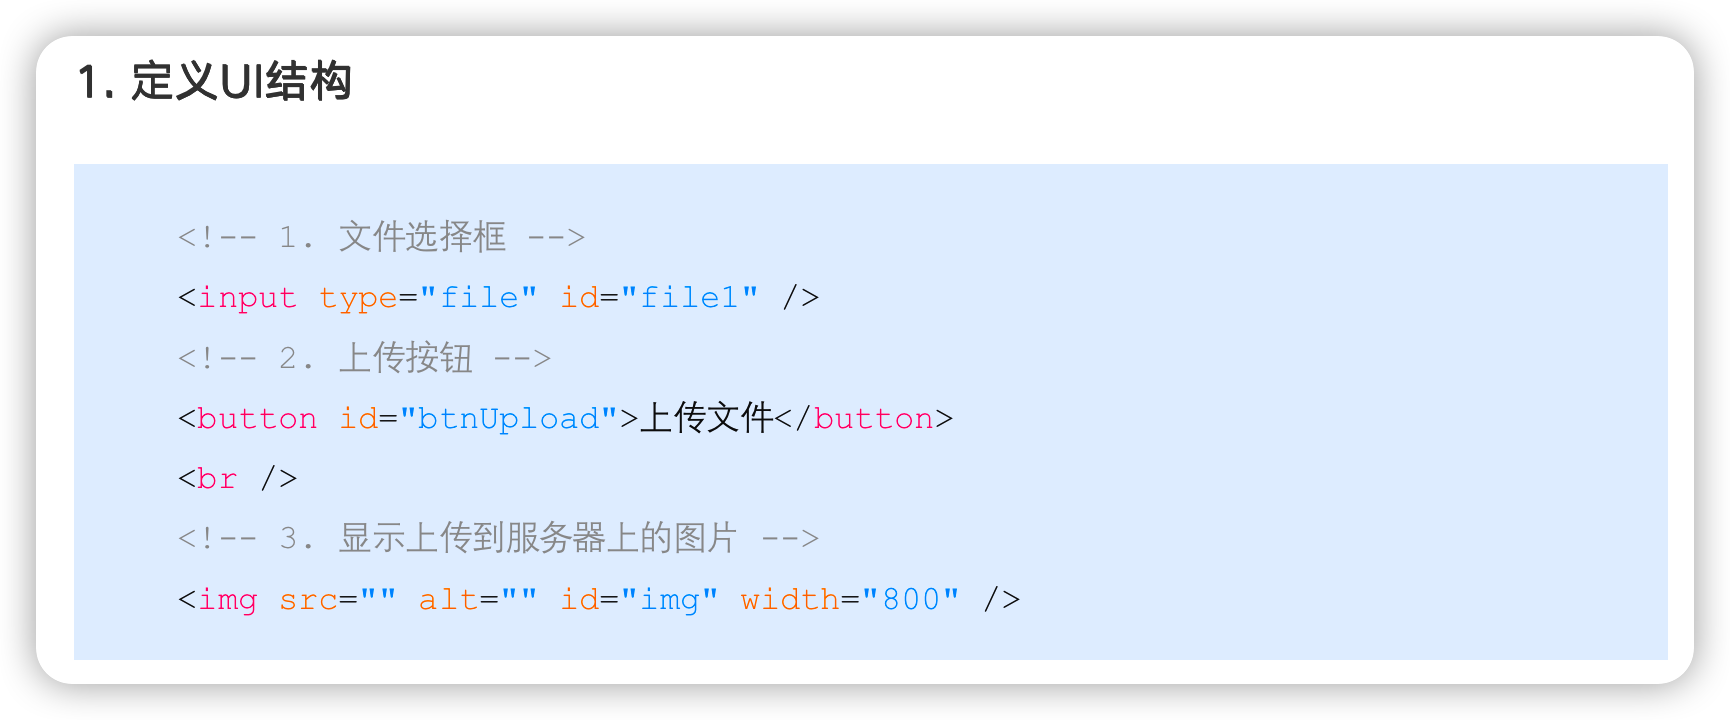 1. 定义UI结构
<!-- 1. 文件选择框 -->
<input type="file" id="file1" />
<!-- 2. 上传按钮 -->
<button id="btnUpload">上传文件</button>
<br />
<!-- 3. 显示上传到服务器上的图片 -->
<img src="" alt="" id="img" width="800" />